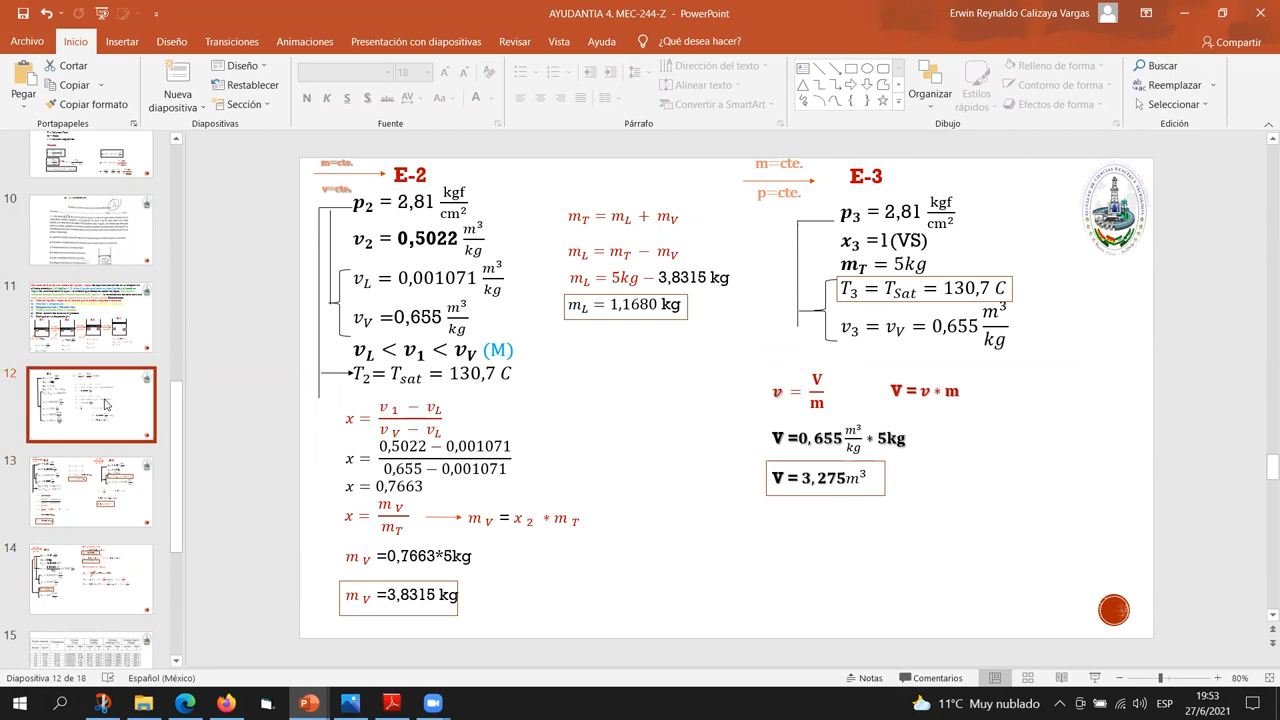 AYUDANTIA 4. MEC-244-Z - PowerPoint
Erwin Reynaldo Calizaya Vargas
Archivo Inicio Insertar Diseño Transiciones Animaciones Presentación con diapositivas Revisar Vista Ayuda ¿Qué desea hacer? Compartir
Pegar
Cortar
Copiar
Copiar formato
Portapapeles
Nueva diapositiva
Diseño
Restablecer
Sección
Diapositivas
18
N K S S abc AV Aa A
Fuente
Dirección del texto
Alinear texto
Convertir a SmartArt
Párrafo
Organizar
Estilos rápidos
Relleno de forma
Contorno de forma
Efectos de forma
Dibujo
Buscar
Reemplazar
Seleccionar
Edición
10
11
12
13
14
15
m=cte.
v=cte.
E-2
p₂ = 2,81 kgf/cm²
v₂ = 0,5022 m/kg
v_L = 0,001071 m³/kg
v_V =0,655 m³/kg
v_L < v₁ < v_V (M)
T₂= T_sat = 130,7 C
x = (v ₁ − v_L)/(v_V − v_L)
x = (0,5022 − 0,001071)/(0,655 − 0,001071)
x = 0,7663
x = m_V/m_T
m_V = x ₂ * m_T
m_V =0,7663*5kg
m_V =3,8315 kg
m_T = m_L + m_V
m_L = m_T − m_V
m_L = 5kg − 3,8315 kg
m_L = 1,1680 kg
m=cte.
p=cte.
E-3
p₃ = 2,81 kgf/cm²
x₃ =1(VS)
m_T = 5kg
T₃ = T_Sat = 130,7 C
v₃ = v_V = 0,655 m³/kg
v = V/m
V = v * m
V =0,655 m³/kg * 5kg
V = 3,275m³
Diapositiva 12 de 18
Español (México)
Notas
Comentarios
80%
11°C Muy nublado
ESP
19:53
27/6/2021